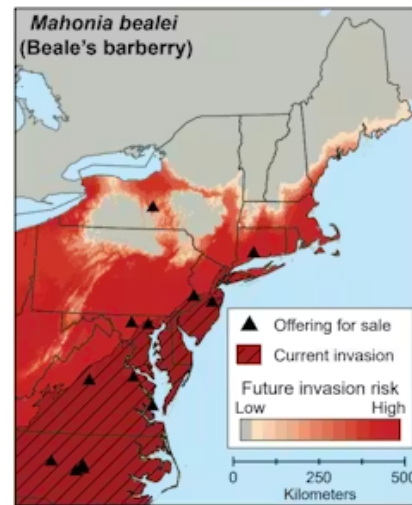 Mahonia bealei
(Beale's barberry)
Offering for sale
Current invasion
Future invasion risk
Low High
0 250 500
Kilometers